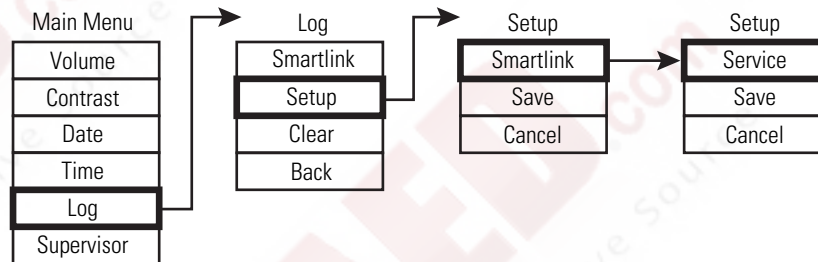 Main Menu
Volume
Contrast
Date
Time
Log
Supervisor
Log
Smartlink
Setup
Clear
Back
Setup
Smartlink
Save
Cancel
Setup
Service
Save
Cancel